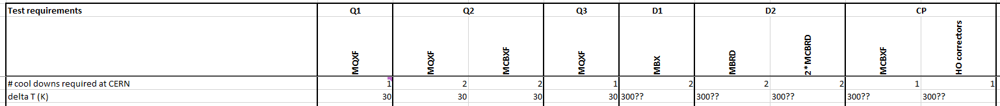 Test requirements Q1 Q2 Q3 D1 D2 CP
MQXF MQXF MCBXF MQXF MBX MBRD 2*MCBRD MCBXF HO correctors
# cool downs required at CERN 1 2 2 1 2 2 2 1 1
delta T (K) 30 30 30 30 300?? 300?? 300?? 300?? 300??